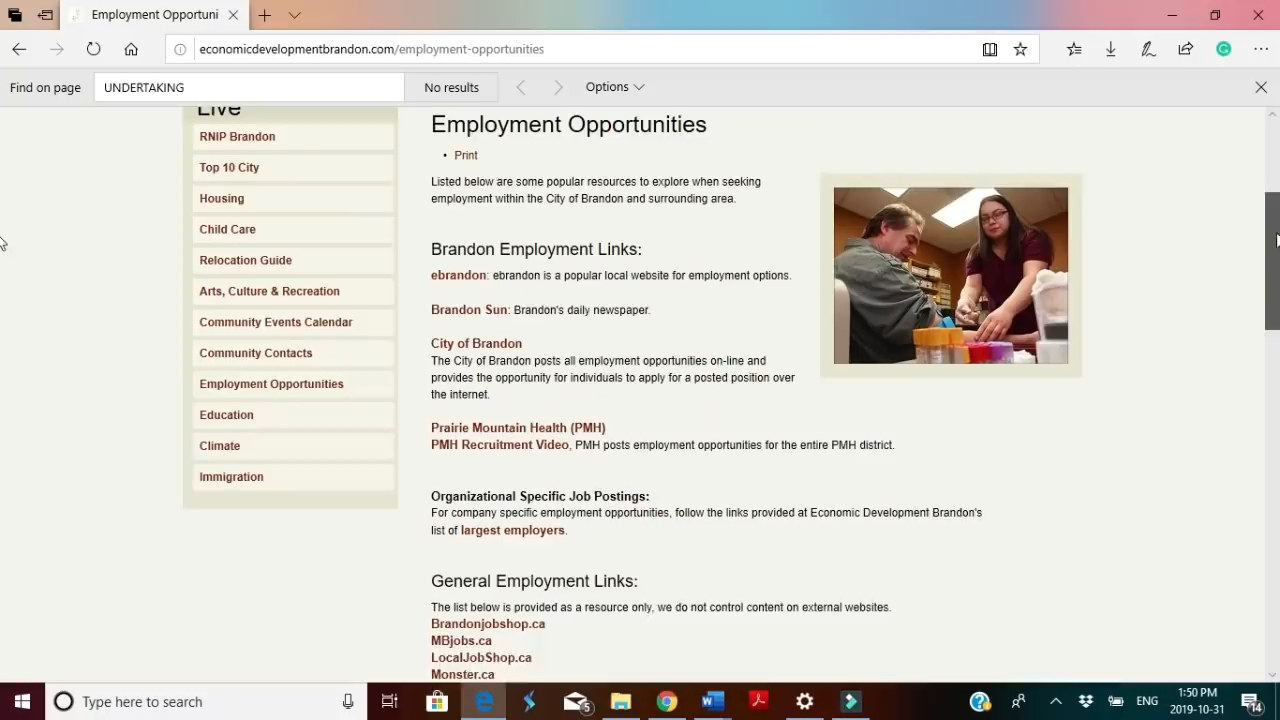 Employment Opportuni
economicdevelopmentbrandon.com/employment-opportunities
Find on page
UNDERTAKING
No results
Options
Live
RNIP Brandon
Top 10 City
Housing
Child Care
Relocation Guide
Arts, Culture & Recreation
Community Events Calendar
Community Contacts
Employment Opportunities
Education
Climate
Immigration
Employment Opportunities
• Print
Listed below are some popular resources to explore when seeking
employment within the City of Brandon and surrounding area.
Brandon Employment Links:
ebrandon: ebrandon is a popular local website for employment options.
Brandon Sun: Brandon's daily newspaper.
City of Brandon
The City of Brandon posts all employment opportunities on-line and
provides the opportunity for individuals to apply for a posted position over
the internet.
Prairie Mountain Health (PMH)
PMH Recruitment Video, PMH posts employment opportunities for the entire PMH district.
Organizational Specific Job Postings:
For company specific employment opportunities, follow the links provided at Economic Development Brandon's
list of largest employers.
General Employment Links:
The list below is provided as a resource only, we do not control content on external websites.
Brandonjobshop.ca
MBjobs.ca
LocalJobShop.ca
Monster.ca
Type here to search
5
ENG
1:50 PM
2019-10-31
14